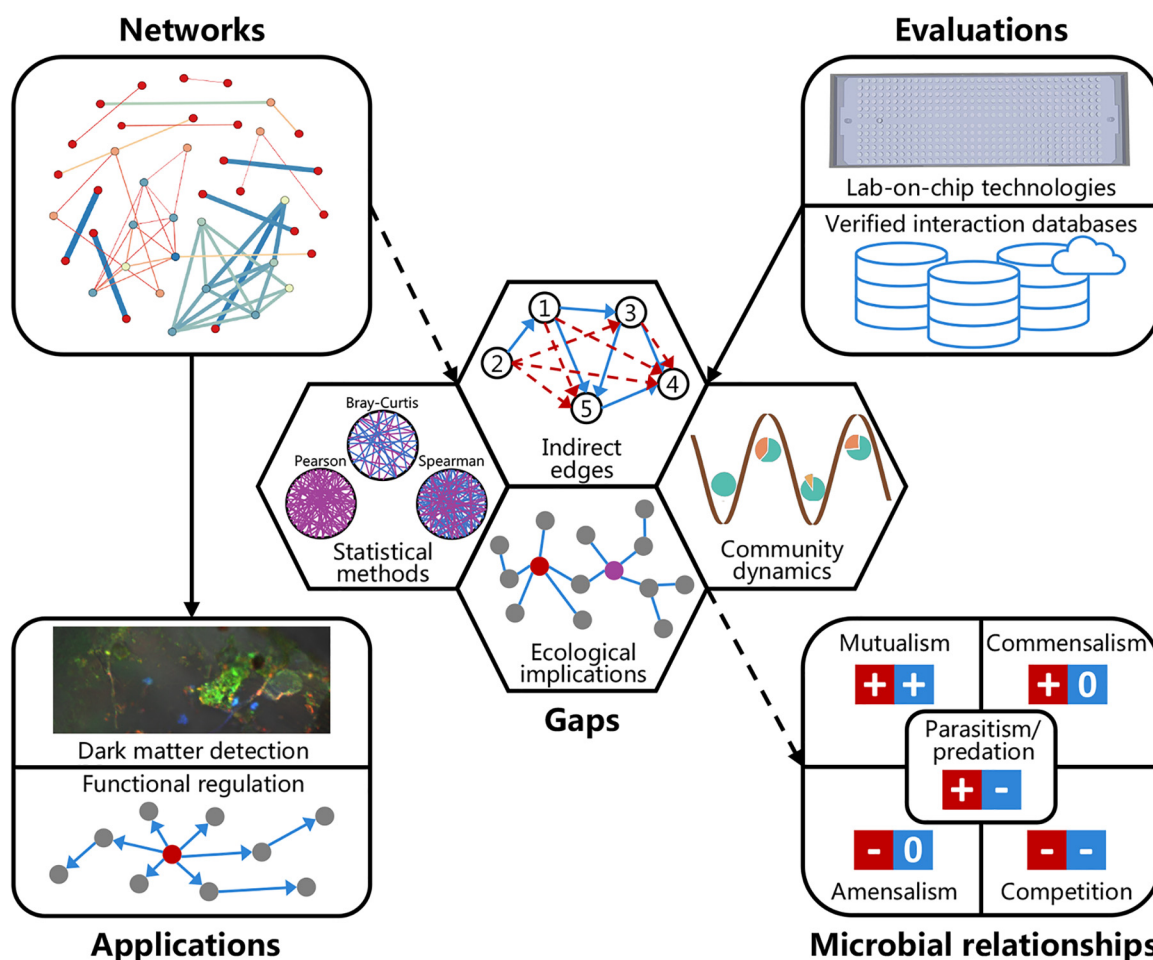 Networks
Evaluations
Lab-on-chip technologies
Verified interaction databases
1
3
2
4
5
Indirect
edges
Bray-Curtis
Pearson
Spearman
Statistical
methods
Community
dynamics
Ecological
implications
Gaps
Dark matter detection
Functional regulation
Applications
Mutualism
+ +
Commensalism
+ 0
Parasitism/
predation
+ -
- 0
Amensalism
- -
Competition
Microbial relationships